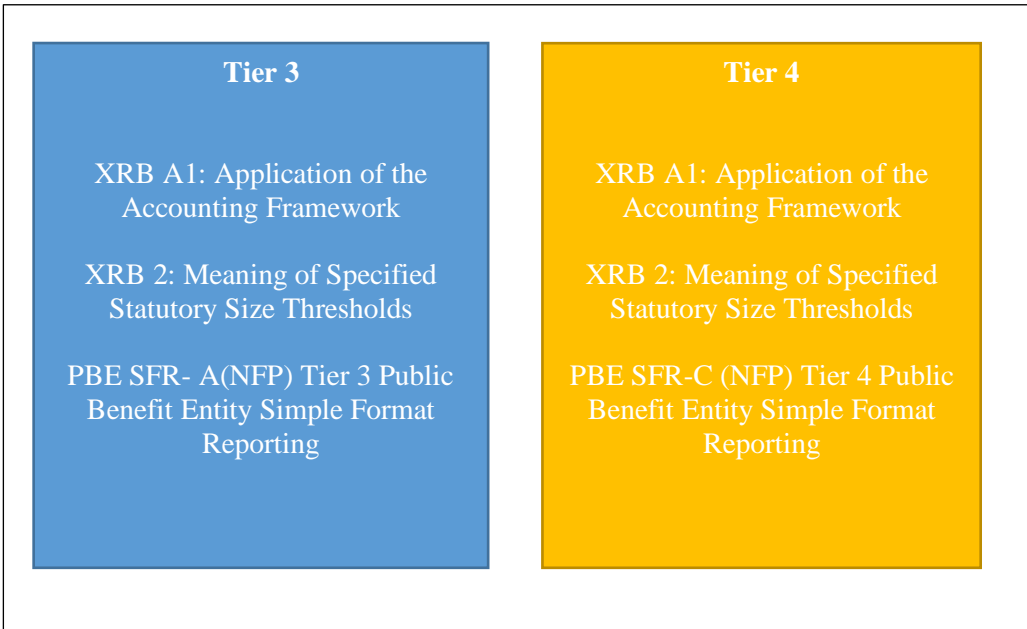 Tier 3
XRB A1: Application of the
Accounting Framework
XRB 2: Meaning of Specified
Statutory Size Thresholds
PBE SFR- A(NFP) Tier 3 Public
Benefit Entity Simple Format
Reporting
Tier 4
XRB A1: Application of the
Accounting Framework
XRB 2: Meaning of Specified
Statutory Size Thresholds
PBE SFR-C (NFP) Tier 4 Public
Benefit Entity Simple Format
Reporting